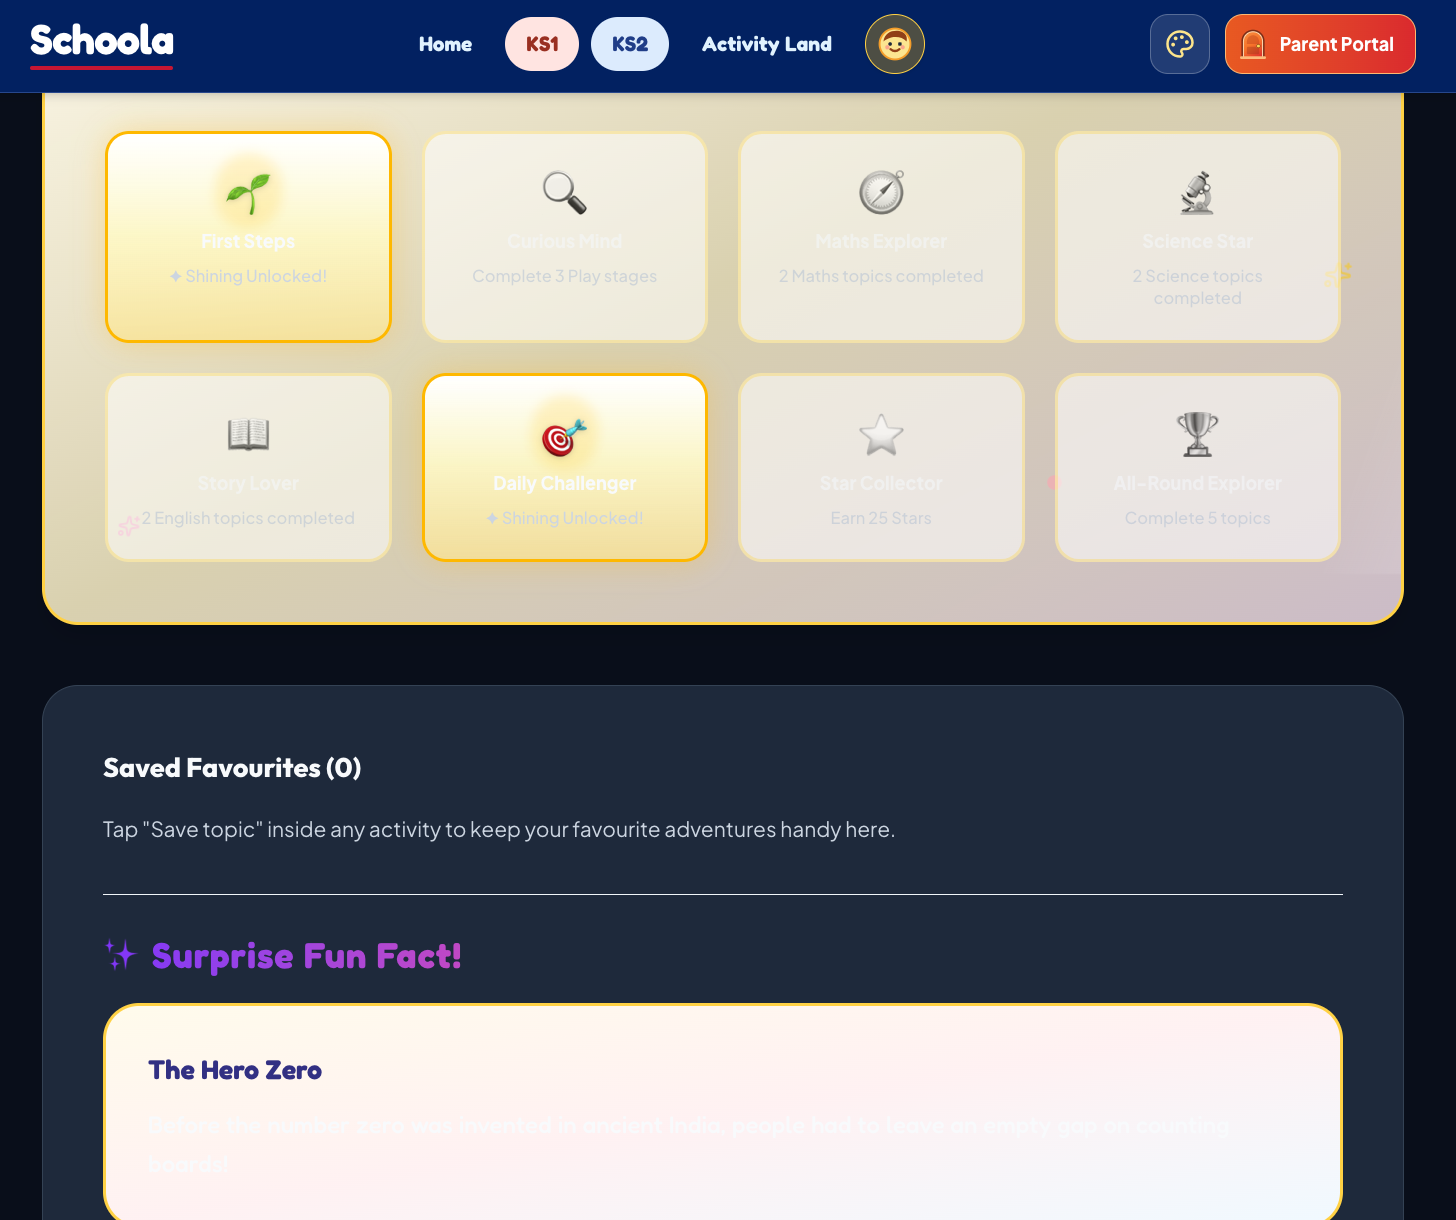 Schoola
Home
KS1
KS2
Activity Land
Parent Portal
First Steps
✦ Shining Unlocked!
Curious Mind
Complete 3 Play stages
Maths Explorer
2 Maths topics completed
Science Star
2 Science topics
completed
Story Lover
2 English topics completed
Daily Challenger
✦ Shining Unlocked!
Star Collector
Earn 25 Stars
All-Round Explorer
Complete 5 topics
Saved Favourites (0)
Tap "Save topic" inside any activity to keep your favourite adventures handy here.
✨ Surprise Fun Fact!
The Hero Zero
Before the number zero was invented in ancient India, people had to leave an empty gap on counting
boards!